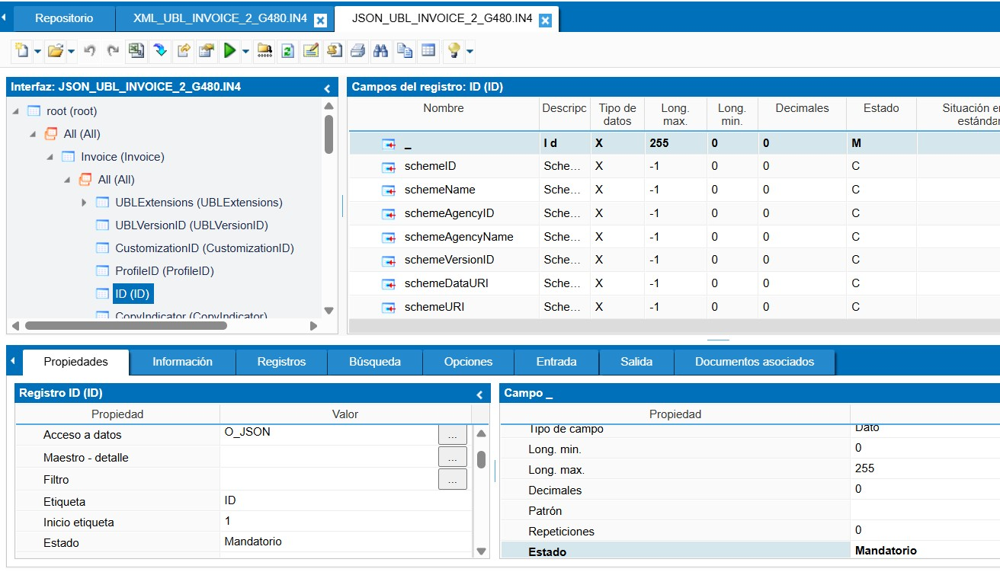 Repositorio XML_UBL_INVOICE_2_G480.IN4 JSON_UBL_INVOICE_2_G480.IN4
Interfaz: JSON_UBL_INVOICE_2_G480.IN4
root (root)
All (All)
Invoice (Invoice)
All (All)
UBLExtensions (UBLExtensions)
UBLVersionID (UBLVersionID)
CustomizationID (CustomizationID)
ProfileID (ProfileID)
ID (ID)
CopyIndicator (CopyIndicator)
Campos del registro: ID (ID)
Nombre Descripc Tipo de datos Long. max. Long. min. Decimales Estado Situación e estánda
_ I d X 255 0 0 M
schemeID Sche... X -1 0 0 C
schemeName Sche... X -1 0 0 C
schemeAgencyID Sche... X -1 0 0 C
schemeAgencyName Sche... X -1 0 0 C
schemeVersionID Sche... X -1 0 0 C
schemeDataURI Sche... X -1 0 0 C
schemeURI Sche... X -1 0 0 C
Propiedades Información Registros Búsqueda Opciones Entrada Salida Documentos asociados
Registro ID (ID)
Propiedad Valor
Acceso a datos O_JSON ...
Maestro - detalle ...
Filtro ...
Etiqueta ID
Inicio etiqueta 1
Estado Mandatorio
Campo _
Propiedad
Tipo de campo Dato
Long. min. 0
Long. max. 255
Decimales 0
Patrón
Repeticiones 0
Estado Mandatorio